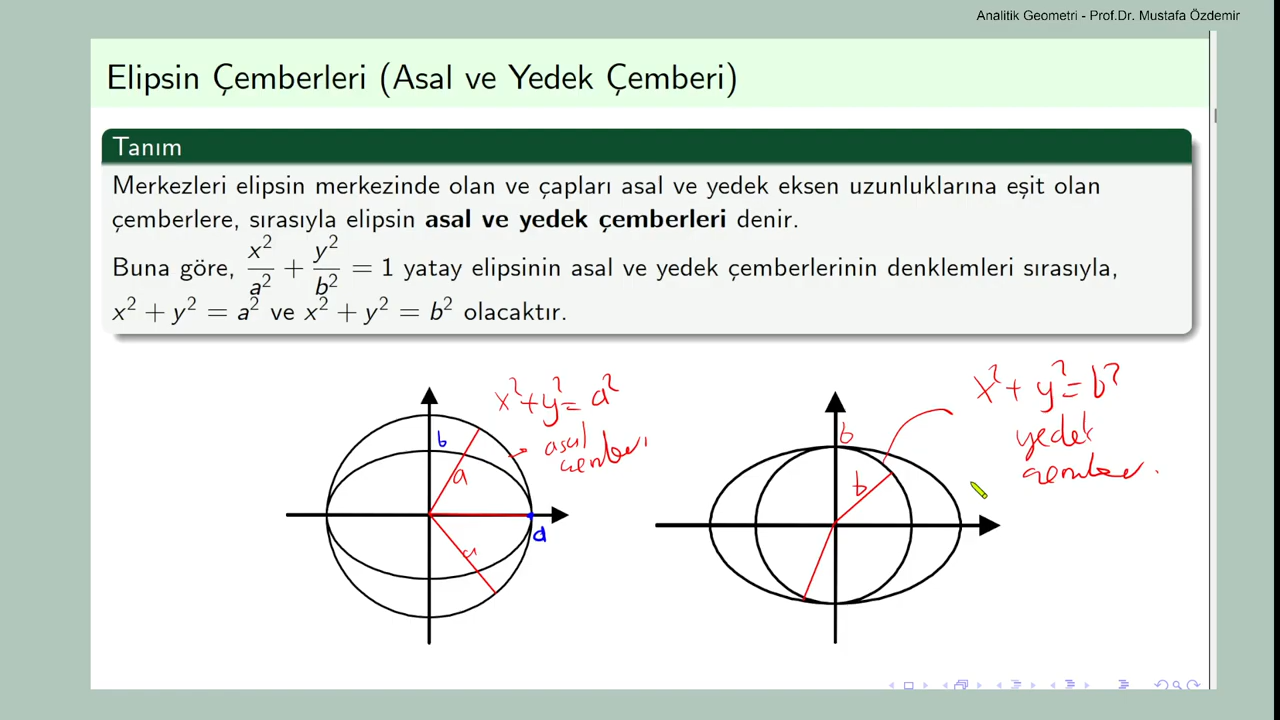 Analitik Geometri - Prof.Dr. Mustafa Özdemir
Elipsin Çemberleri (Asal ve Yedek Çemberi)
Tanım
Merkezleri elipsin merkezinde olan ve çapları asal ve yedek eksen uzunluklarına eşit olan
çemberlere, sırasıyla elipsin asal ve yedek çemberleri denir.
Buna göre, x²/a² + y²/b² = 1 yatay elipsinin asal ve yedek çemberlerinin denklemleri sırasıyla,
x² + y² = a² ve x² + y² = b² olacaktır.
x² + y² = a²
asal
çember
b
a
a
a
x² + y² = b²
yedek
çember
b
b